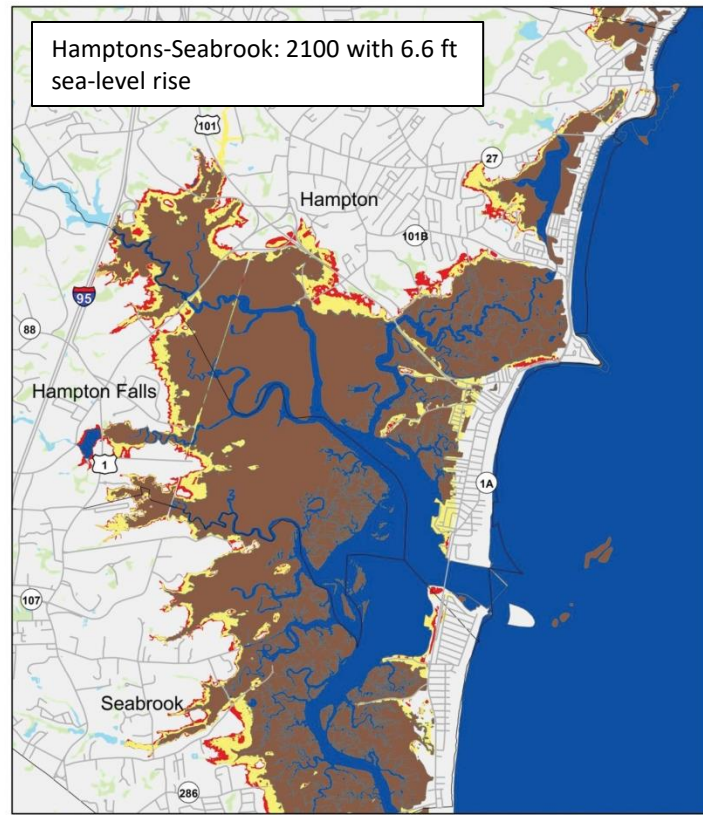 Hamptons-Seabrook: 2100 with 6.6 ft
sea-level rise
101
27
Hampton
101B
95
88
Hampton Falls
1
1A
107
Seabrook
286